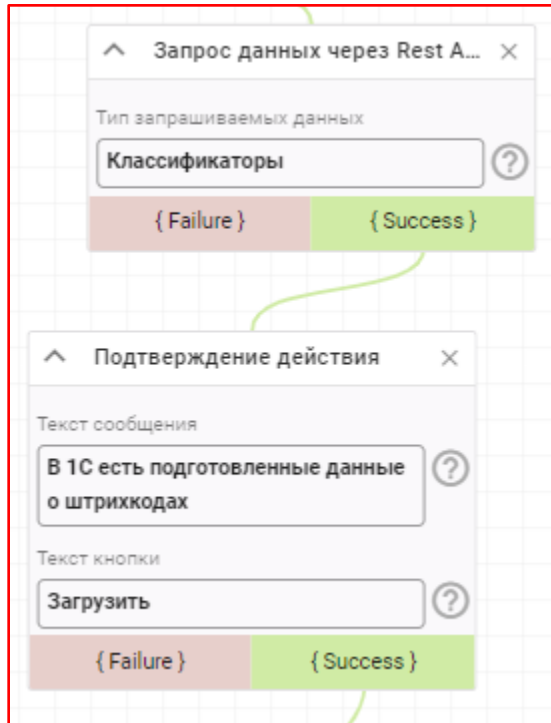 Запрос данных через Rest A...
Тип запрашиваемых данных
Классификаторы
{ Failure }
{ Success }
Подтверждение действия
Текст сообщения
В 1С есть подготовленные данные
о штрихкодах
Текст кнопки
Загрузить
{ Failure }
{ Success }